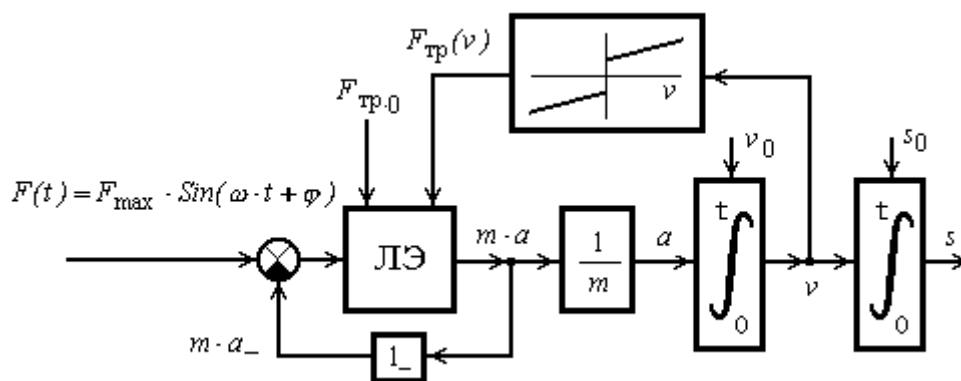 F_тр(v)
v
F_тр.0
v_0
s_0
F(t) = F_max · Sin(ω · t + φ)
ЛЭ
m · a
1/m
a
t ∫ 0
v
t ∫ 0
s
m · a_
1_